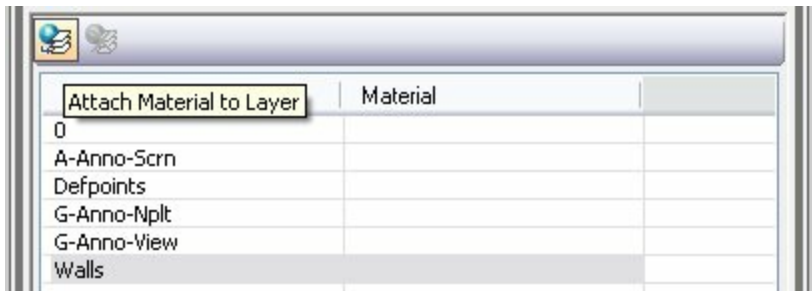 Attach Material to Layer Material
0
A-Anno-Scrn
Defpoints
G-Anno-Nplt
G-Anno-View
Walls